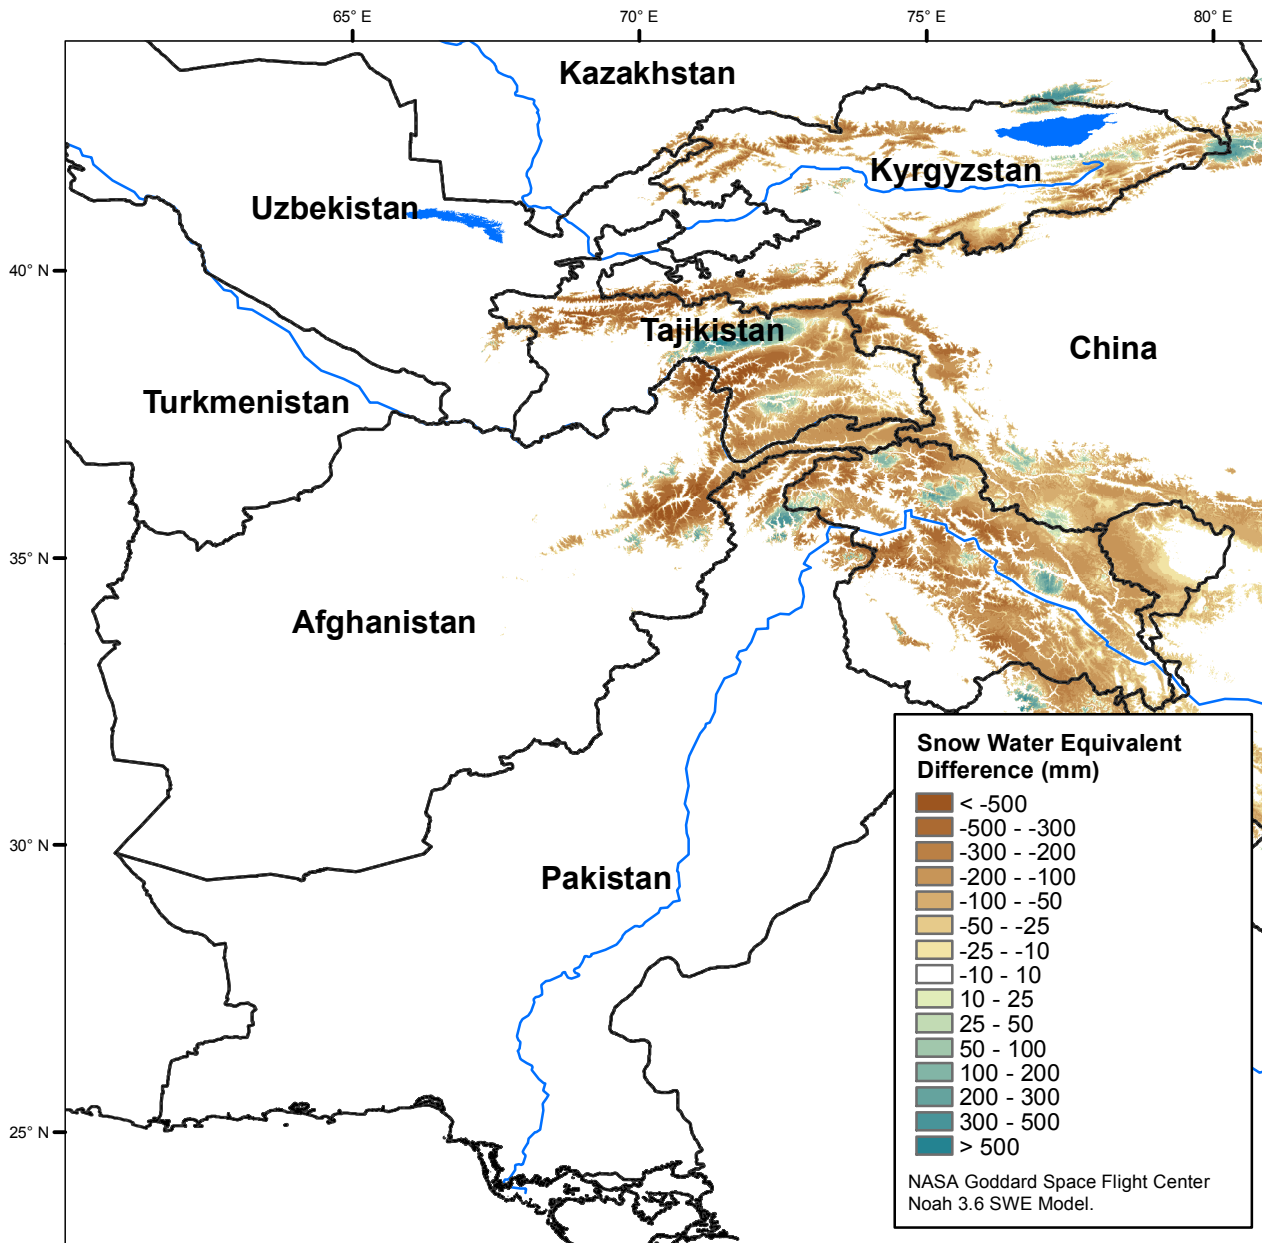 65° E
70° E
75° E
80° E
Kazakhstan
Kyrgyzstan
Uzbekistan
40° N
Tajikistan
China
Turkmenistan
35° N
Afghanistan
Snow Water Equivalent
Difference (mm)
< -500
-500 - -300
-300 - -200
-200 - -100
-100 - -50
-50 - -25
-25 - -10
-10 - 10
10 - 25
25 - 50
50 - 100
100 - 200
200 - 300
300 - 500
> 500
30° N
Pakistan
25° N
NASA Goddard Space Flight Center
Noah 3.6 SWE Model.